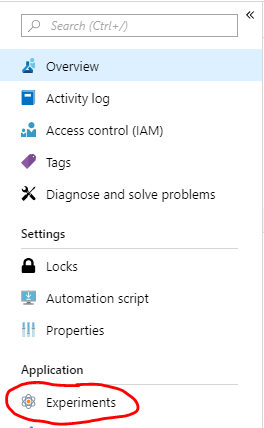 Search (Ctrl+/)
Overview
Activity log
Access control (IAM)
Tags
Diagnose and solve problems
Settings
Locks
Automation script
Properties
Application
Experiments